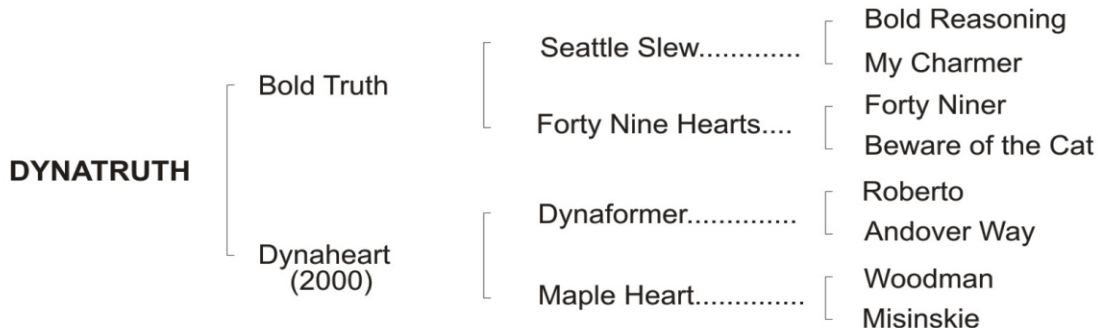 Bold Reasoning
Seattle Slew.............
My Charmer
Bold Truth
Forty Niner
Forty Nine Hearts....
Beware of the Cat
DYNATRUTH
Roberto
Dynaformer..............
Andover Way
Dynaheart
(2000)
Woodman
Maple Heart..............
Misinskie